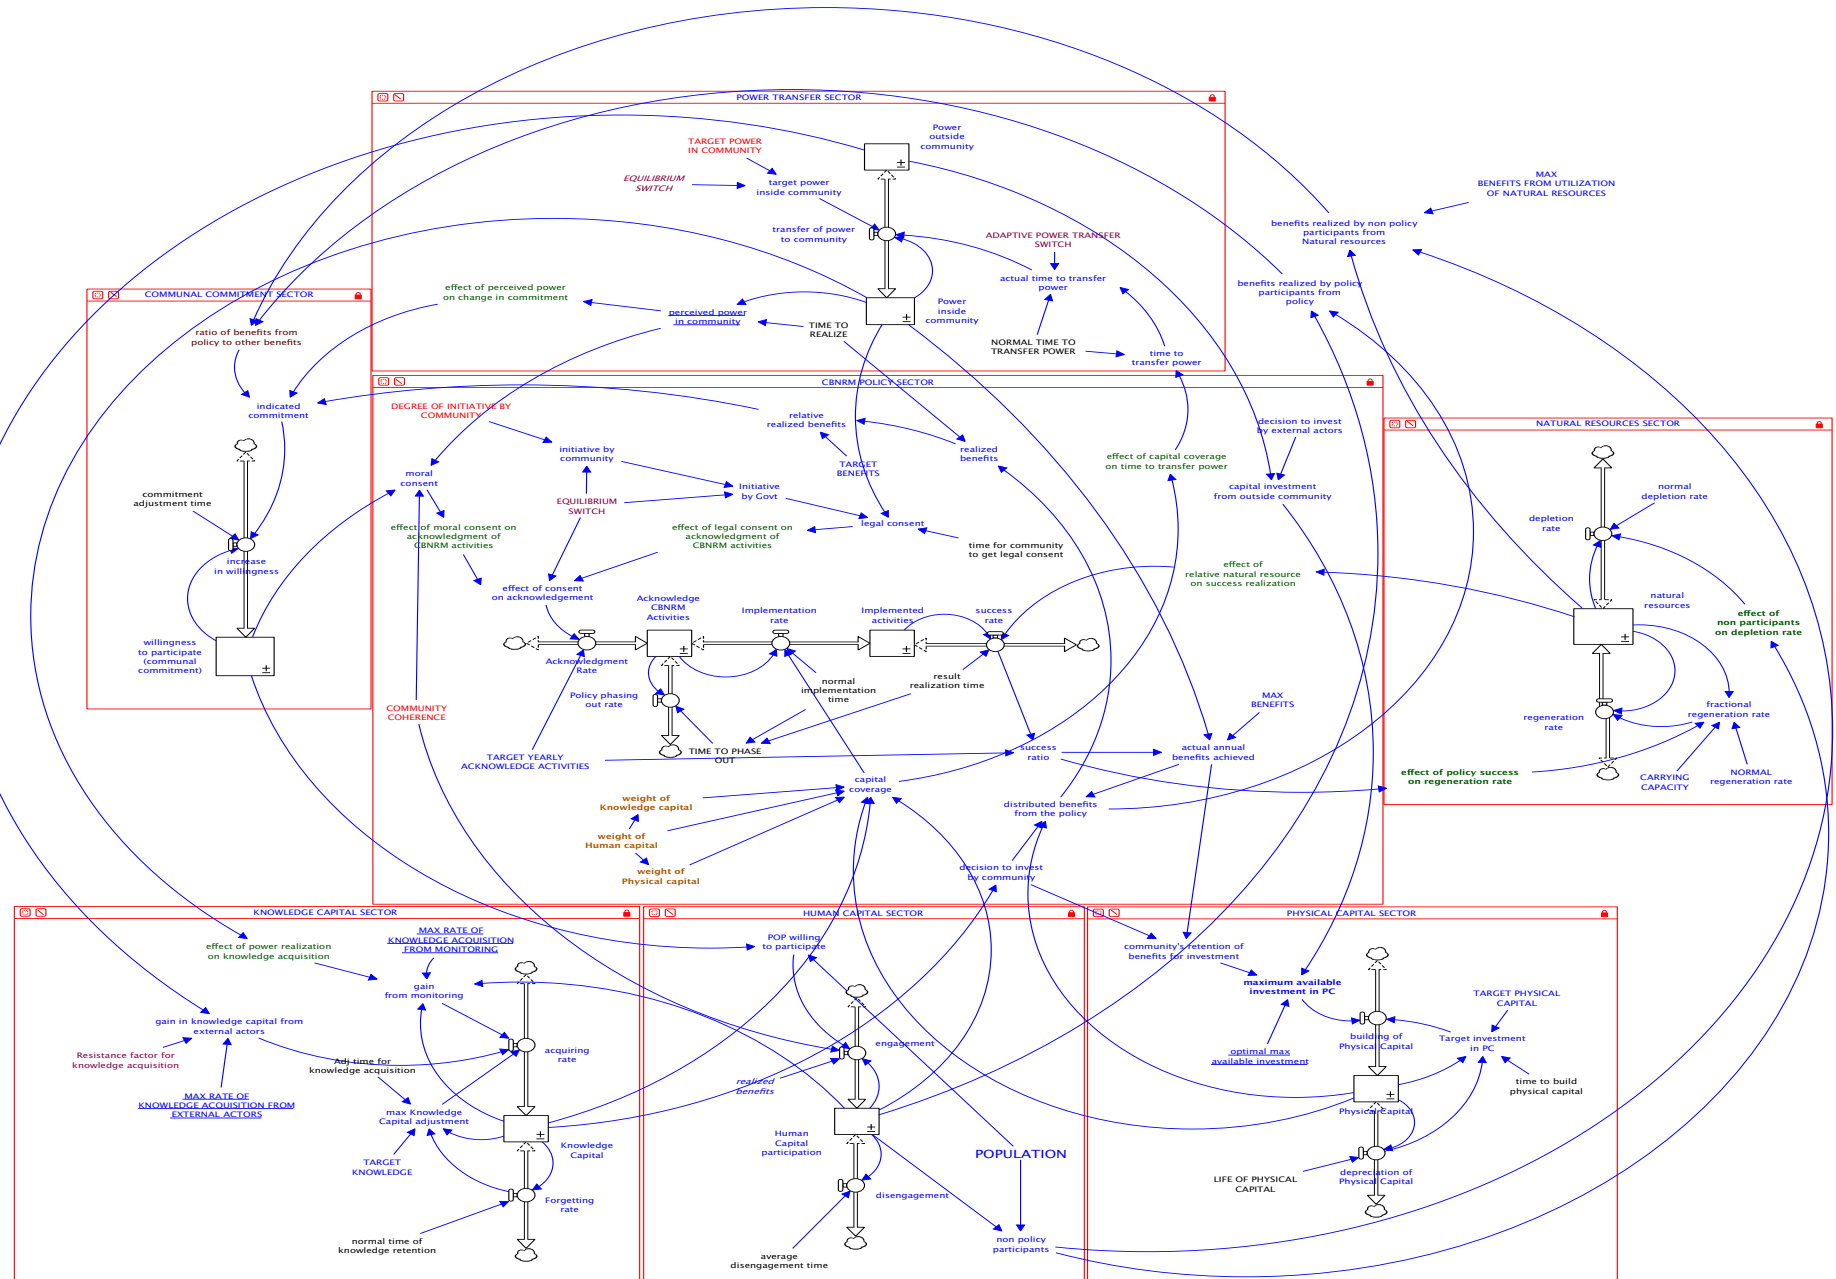 POWER TRANSFER SECTOR
Power
outside
community
TARGET POWER
IN COMMUNITY
EQUILIBRIUM
SWITCH
target power
inside community
transfer of power
to community
ADAPTIVE POWER TRANSFER
SWITCH
actual time to transfer
power
effect of perceived power
on change in commitment
perceived power
in community
TIME TO
REALIZE
Power
inside
community
NORMAL TIME TO
TRANSFER POWER
time to
transfer power
MAX
BENEFITS FROM UTILIZATION
OF NATURAL RESOURCES
benefits realized by non policy
participants from
Natural resources
benefits realized by policy
participants from
policy
COMMUNAL COMMITMENT SECTOR
ratio of benefits from
policy to other benefits
indicated
commitment
commitment
adjustment time
increase
in willingness
willingness
to participate
(communal
commitment)
CBNRM POLICY SECTOR
DEGREE OF INITIATIVE BY
COMMUNITY
relative
realized benefits
decision to invest
by external actors
initiative by
community
realized
benefits
effect of capital coverage
on time to transfer power
TARGET
BENEFITS
moral
consent
Initiative
by Govt
capital investment
from outside community
EQUILIBRIUM
SWITCH
effect of moral consent on
acknowledgment of
CBNRM activities
effect of legal consent on
acknowledgment of
CBNRM activities
legal consent
time for community
to get legal consent
effect of consent
on acknowledgement
effect of
relative natural resource
on success realization
Acknowledge
CBNRM
Activities
Implementation
rate
Implemented
activities
success
rate
Acknowledgment
Rate
Policy phasing
out rate
normal
implementation
time
result
realization time
COMMUNITY
COHERENCE
MAX
BENEFITS
TARGET YEARLY
ACKNOWLEDGE ACTIVITIES
TIME TO PHASE
OUT
success
ratio
actual annual
benefits achieved
capital
coverage
weight of
Knowledge capital
distributed benefits
from the policy
weight of
Human capital
weight of
Physical capital
decision to invest
by community
NATURAL RESOURCES SECTOR
normal
depletion rate
depletion
rate
natural
resources
effect of
non participants
on depletion rate
regeneration
rate
fractional
regeneration rate
effect of policy success
on regeneration rate
CARRYING
CAPACITY
NORMAL
regeneration rate
KNOWLEDGE CAPITAL SECTOR
MAX RATE OF
KNOWLEDGE ACQUISITION
FROM MONITORING
effect of power realization
on knowledge acquisition
gain
from monitoring
gain in knowledge capital from
external actors
Resistance factor for
knowledge acquisition
Adj time for
knowledge acquisition
acquiring
rate
MAX RATE OF
KNOWLEDGE ACQUISITION FROM
EXTERNAL ACTORS
max Knowledge
Capital adjustment
Knowledge
Capital
TARGET
KNOWLEDGE
Forgetting
rate
normal time of
knowledge retention
HUMAN CAPITAL SECTOR
POP willing
to participate
engagement
realized
benefits
Human
Capital
participation
POPULATION
disengagement
average
disengagement time
non policy
participants
PHYSICAL CAPITAL SECTOR
community's retention of
benefits for investment
maximum available
investment in PC
TARGET PHYSICAL
CAPITAL
building of
Physical Capital
Target investment
in PC
optimal max
available investment
time to build
physical capital
Physical Capital
LIFE OF PHYSICAL
CAPITAL
depreciation of
Physical Capital